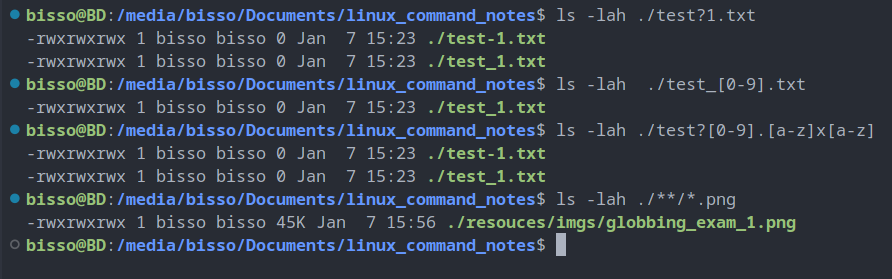 bisso@BD:/media/bisso/Documents/linux_command_notes$ ls -lah ./test?1.txt
-rwxrwxrwx 1 bisso bisso 0 Jan  7 15:23 ./test-1.txt
-rwxrwxrwx 1 bisso bisso 0 Jan  7 15:23 ./test_1.txt
bisso@BD:/media/bisso/Documents/linux_command_notes$ ls -lah  ./test_[0-9].txt
-rwxrwxrwx 1 bisso bisso 0 Jan  7 15:23 ./test_1.txt
bisso@BD:/media/bisso/Documents/linux_command_notes$ ls -lah ./test?[0-9].[a-z]x[a-z]
-rwxrwxrwx 1 bisso bisso 0 Jan  7 15:23 ./test-1.txt
-rwxrwxrwx 1 bisso bisso 0 Jan  7 15:23 ./test_1.txt
bisso@BD:/media/bisso/Documents/linux_command_notes$ ls -lah ./**/*.png
-rwxrwxrwx 1 bisso bisso 45K Jan  7 15:56 ./resouces/imgs/globbing_exam_1.png
bisso@BD:/media/bisso/Documents/linux_command_notes$